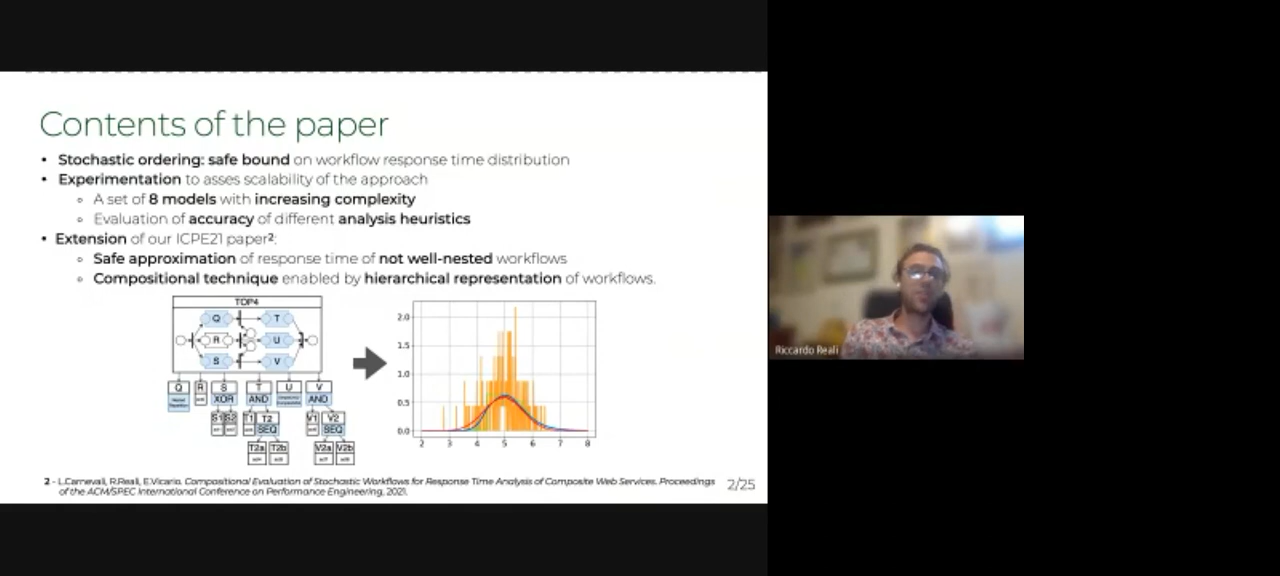 Contents of the paper
• Stochastic ordering: safe bound on workflow response time distribution
• Experimentation to asses scalability of the approach
◦ A set of 8 models with increasing complexity
◦ Evaluation of accuracy of different analysis heuristics
• Extension of our ICPE21 paper²:
◦ Safe approximation of response time of not well-nested workflows
◦ Compositional technique enabled by hierarchical representation of workflows.
TOP4
Q T
R U
S V
Q R S T U V
XOR AND AND
S1 S2 T1 T2 V1 V2
SEQ SEQ
T2a T2b V2a V2b
2.0
1.5
1.0
0.5
0.0
2 3 4 5 6 7 8
2 - L.Carnevali, R.Reali, E.Vicario. Compositional Evaluation of Stochastic Workflows for Response Time Analysis of Composite Web Services. Proceedings
of the ACM/SPEC International Conference on Performance Engineering, 2021.
2/25
Riccardo Reali